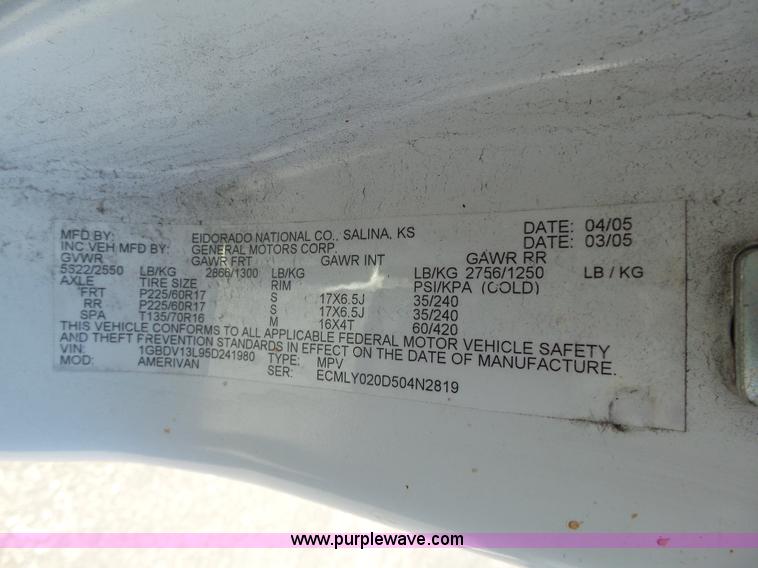 MFD BY: EIDORADO NATIONAL CO., SALINA, KS DATE: 04/05
INC VEH MFD BY: GENERAL MOTORS CORP. DATE: 03/05
GVWR GAWR FRT GAWR INT GAWR RR
5522/2550 LB/KG 2866/1300 LB/KG LB/KG 2756/1250 LB / KG
AXLE TIRE SIZE RIM PSI/KPA (COLD)
FRT P225/60R17 S 17X6.5J 35/240
RR P225/60R17 S 17X6.5J 35/240
SPA T135/70R16 M 16X4T 60/420
THIS VEHICLE CONFORMS TO ALL APPLICABLE FEDERAL MOTOR VEHICLE SAFETY
AND THEFT PREVENTION STANDARDS IN EFFECT ON THE DATE OF MANUFACTURE.
VIN: 1GBDV13L95D241980 TYPE: MPV
MOD: AMERIVAN SER: ECMLY020D504N2819
www.purplewave.com